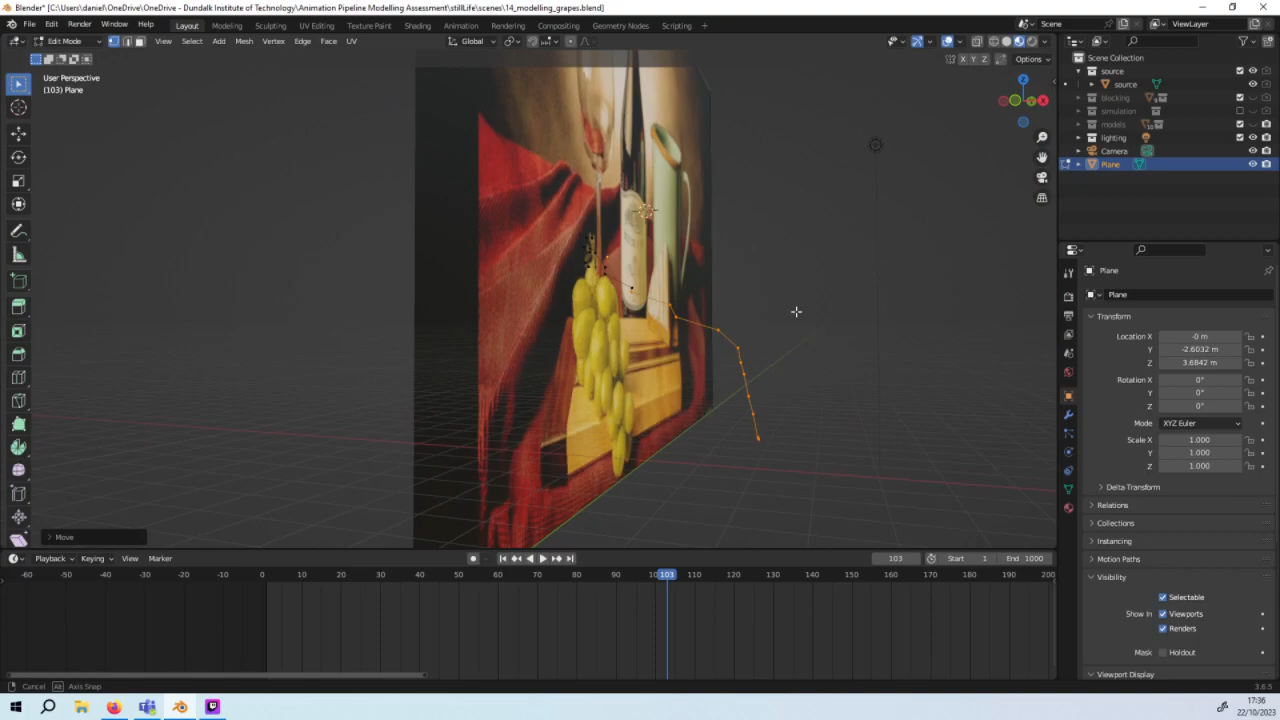 Blender* [C:\Users\daniel\OneDrive\OneDrive - Dundalk Institute of Technology\Animation Pipeline Modelling Assessment\stillLife\scenes\14_modelling_grapes.blend]
File Edit Render Window Help Layout Modeling Sculpting UV Editing Texture Paint Shading Animation Rendering Compositing Geometry Nodes Scripting + Scene ViewLayer
Edit Mode View Select Add Mesh Vertex Edge Face UV Global
X Y Z Options
User Perspective
(103) Plane
Z
X
Move
Scene Collection
source
source
blocking
simulation
models
lighting
Camera
Plane
Plane
Plane
Transform
Location X -0 m
Y -2.6032 m
Z 3.6842 m
Rotation X 0°
Y 0°
Z 0°
Mode XYZ Euler
Scale X 1.000
Y 1.000
Z 1.000
Delta Transform
Relations
Collections
Instancing
Motion Paths
Visibility
Selectable
Show In Viewports
Renders
Mask Holdout
Viewport Display
Playback Keying View Marker 103 Start 1 End 1000
-60 -50 -40 -30 -20 -10 0 10 20 30 40 50 60 70 80 90 103 110 120 130 140 150 160 170 180 190 200
Cancel Alt Axis Snap
3.6.5
17:36
22/10/2023